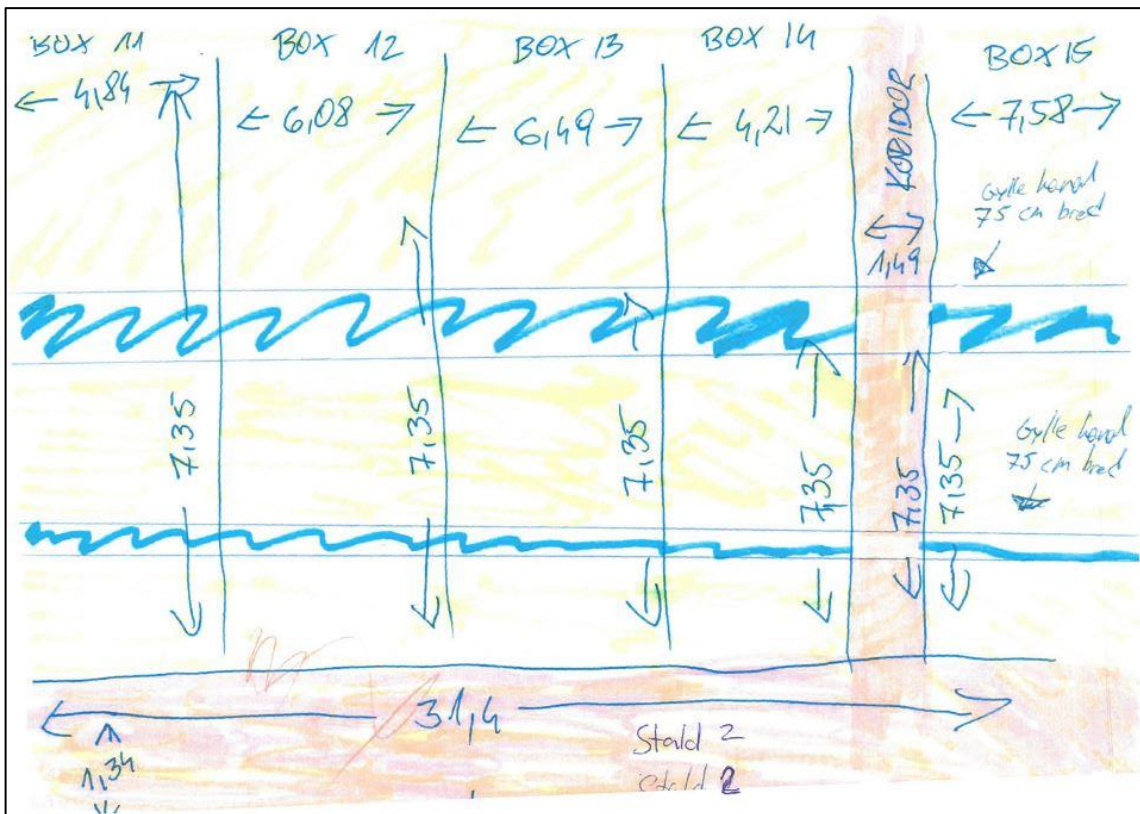 BOX 11
BOX 12
BOX 13
BOX 14
BOX 15
4,84
6,08
6,49
4,21
KORIDOR
7,58
Gylle kanal
75 cm bred
1,49
7,35
7,35
7,35
7,35
7,35
7,35
Gylle kanal
75 cm bred
31,4
1,34
Stald 2
Stald 2